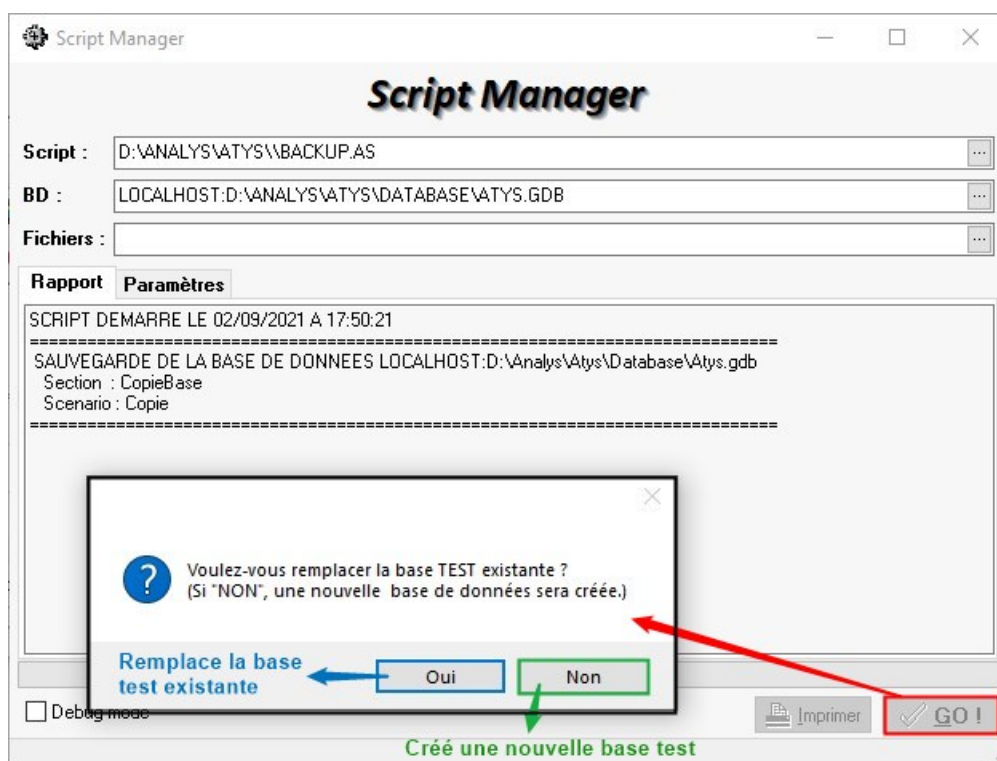 Script Manager
Script Manager
Script : D:\ANALYS\ATYS\\BACKUP.AS ...
BD : LOCALHOST:D:\ANALYS\ATYS\DATABASE\ATYS.GDB ...
Fichiers : ...
Rapport Paramètres
SCRIPT DEMARRE LE 02/09/2021 A 17:50:21
==============================================================================
SAUVEGARDE DE LA BASE DE DONNEES LOCALHOST:D:\Analys\Atys\Database\Atys.gdb
Section : CopieBase
Scenario : Copie
==============================================================================
Voulez-vous remplacer la base TEST existante ?
(Si "NON", une nouvelle base de données sera créée.)
Remplace la base
test existante
Oui Non
Debug mode Imprimer GO !
Créé une nouvelle base test